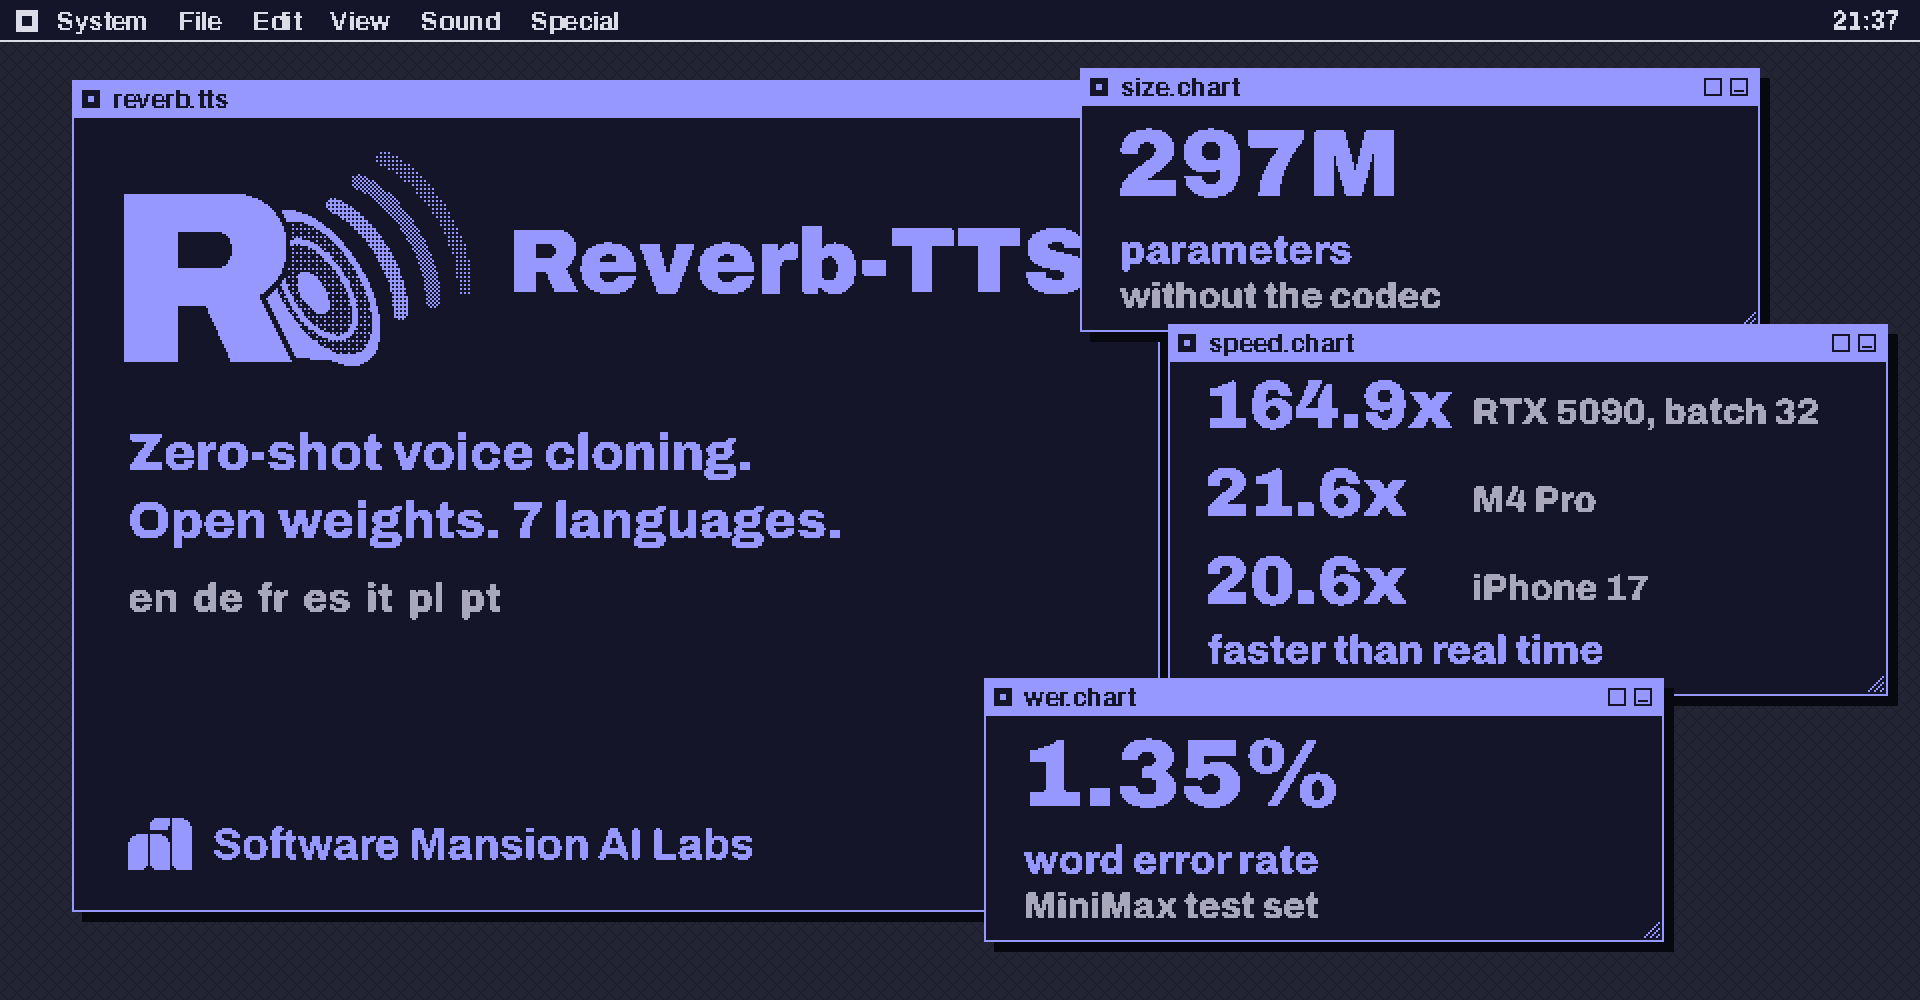 System File Edit View Sound Special 21:37
reverb.tts
R
Reverb-TTS
Zero-shot voice cloning.
Open weights. 7 languages.
en de fr es it pl pt
Software Mansion AI Labs
size.chart
297M
parameters
without the codec
speed.chart
164.9x RTX 5090, batch 32
21.6x M4 Pro
20.6x iPhone 17
faster than real time
wer.chart
1.35%
word error rate
MiniMax test set